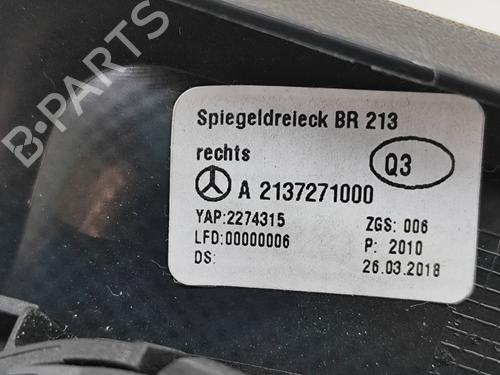 B-PARTS
Spiegeldreieck BR 213
rechts
Q3
A 2137271000
YAP:2274315 ZGS: 006
LFD:00000006 P: 2010
DS: 26.03.2018